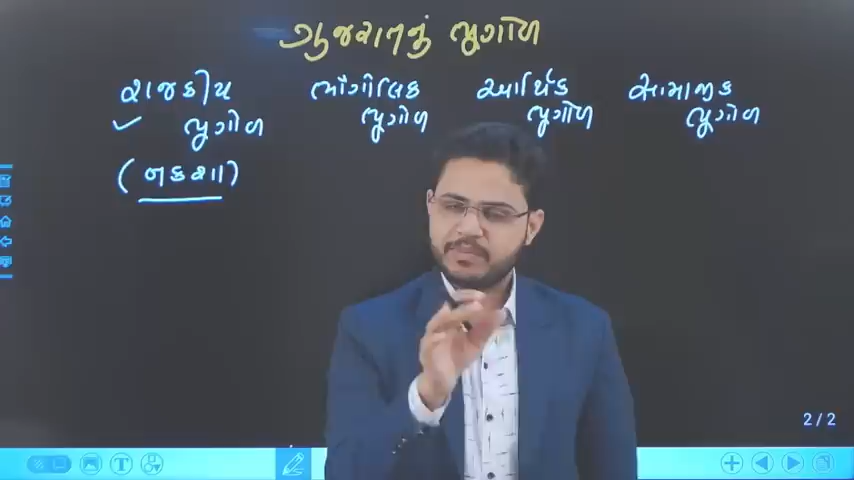 ગુજરાતનું ભુગોળ
રાજકીય ભૌગોલિક આર્થિક સામાજીક
ભુગોળ ભુગોળ ભુગોળ ભુગોળ
(નકશા)
2/2
T